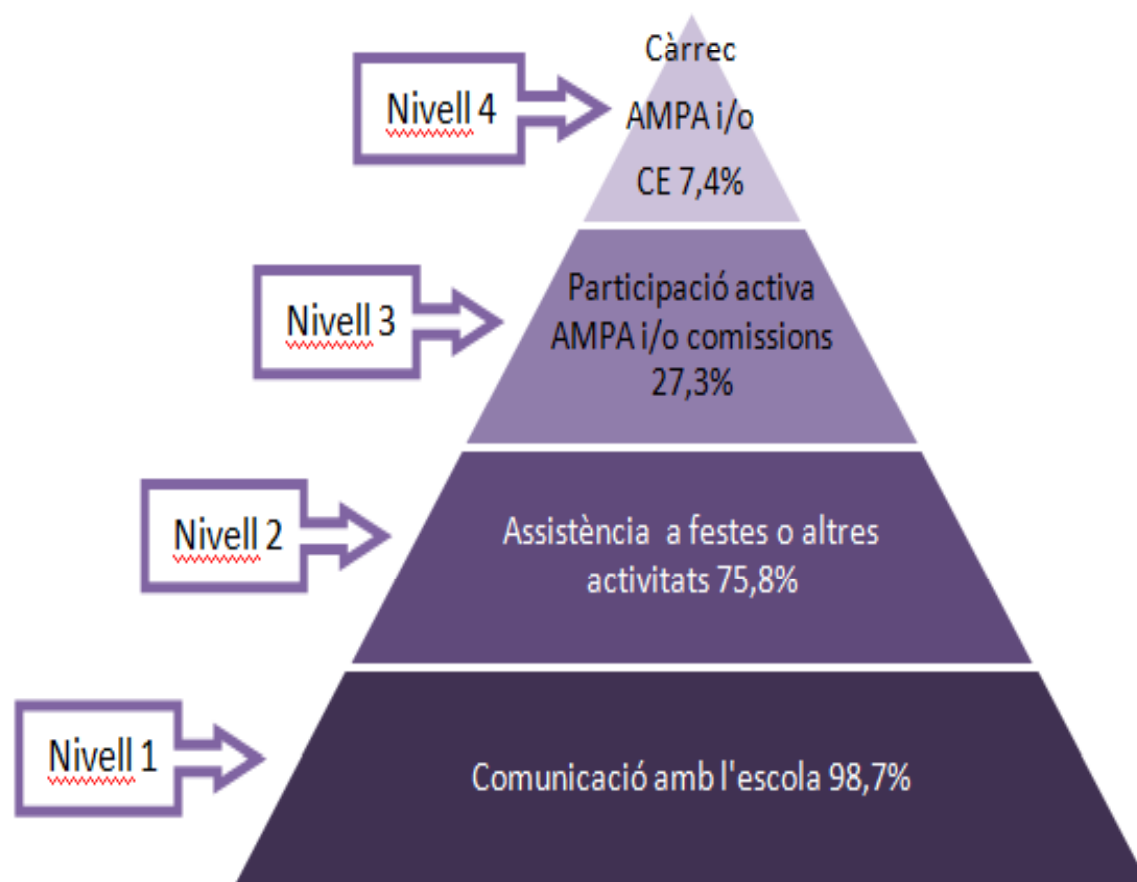 Càrrec
Nivell 4
AMPA i/o
CE 7,4%
Participació activa
Nivell 3
AMPA i/o comissions
27,3%
Nivell 2
Assistència a festes o altres
activitats 75,8%
Nivell 1
Comunicació amb l'escola 98,7%